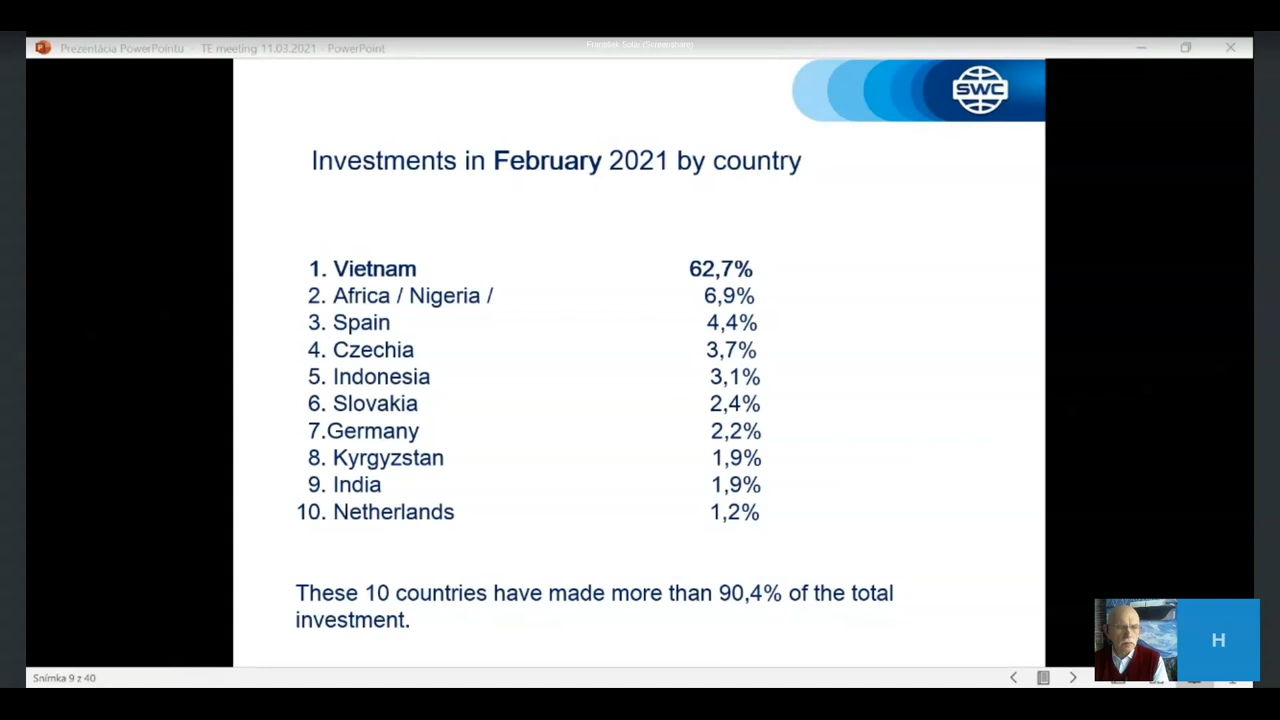 Prezentácia PowerPointu - TE meeting 11.03.2021 - PowerPoint
František Solár (Screenshare)
SWC
Investments in February 2021 by country
1. Vietnam 62,7%
2. Africa / Nigeria / 6,9%
3. Spain 4,4%
4. Czechia 3,7%
5. Indonesia 3,1%
6. Slovakia 2,4%
7.Germany 2,2%
8. Kyrgyzstan 1,9%
9. India 1,9%
10. Netherlands 1,2%
These 10 countries have made more than 90,4% of the total
investment.
H
Snímka 9 z 40